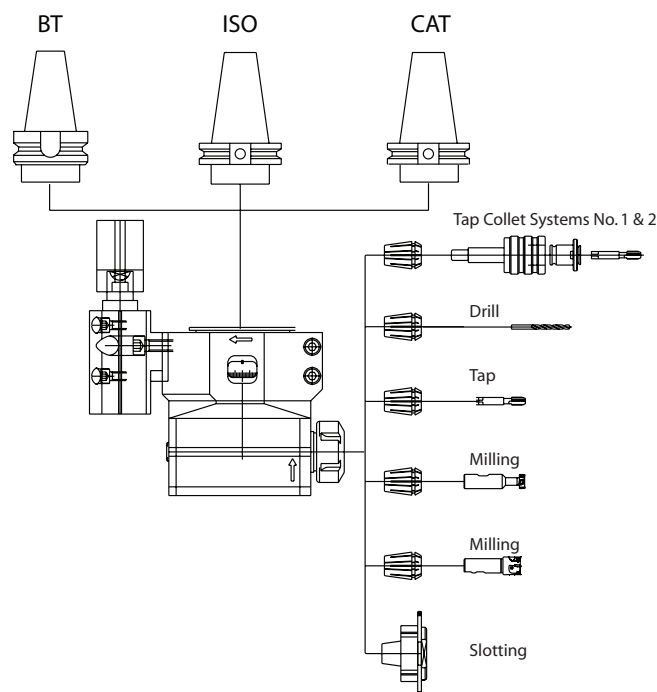 BT
ISO
CAT
Tap Collet Systems No. 1 & 2
Drill
Tap
Milling
Milling
Slotting